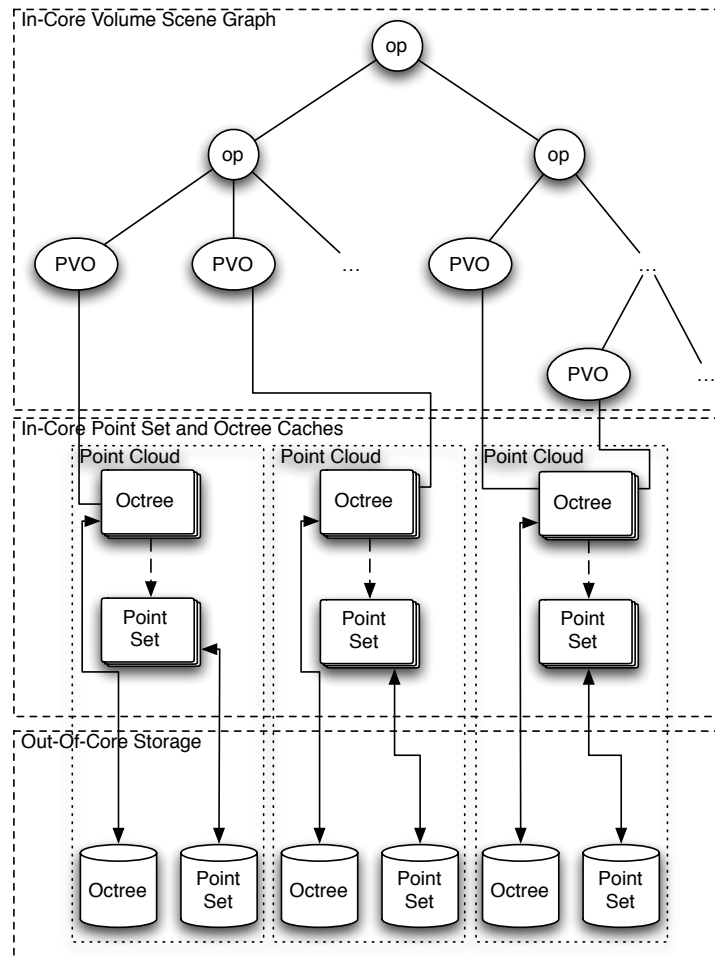 In-Core Volume Scene Graph
op
op
op
PVO
PVO
...
PVO
...
PVO
...
In-Core Point Set and Octree Caches
Point Cloud
Point Cloud
Point Cloud
Octree
Octree
Octree
Point
Set
Point
Set
Point
Set
Out-Of-Core Storage
Octree
Point
Set
Octree
Point
Set
Octree
Point
Set